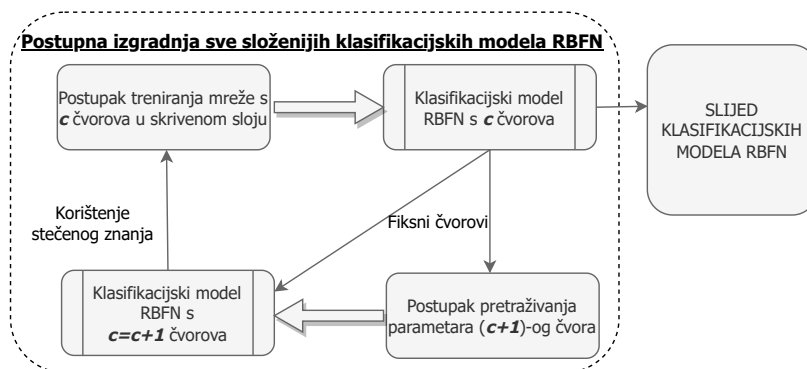 Postupna izgradnja sve složenijih klasifikacijskih modela RBFN
Postupak treniranja mreže s
c čvorova u skrivenom sloju
Klasifikacijski model
RBFN s c čvorova
SLIJED
KLASIFIKACIJSKIH
MODELA RBFN
Korištenje
stečenog znanja
Fiksni čvorovi
Klasifikacijski model
RBFN s
c=c+1 čvorova
Postupak pretraživanja
parametara (c+1)-og čvora